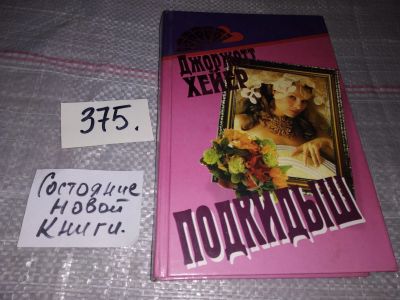 Джорджетт
ХЕЙЕР
ПОДКИДЫШ
375.
Состояние
новой
книги.